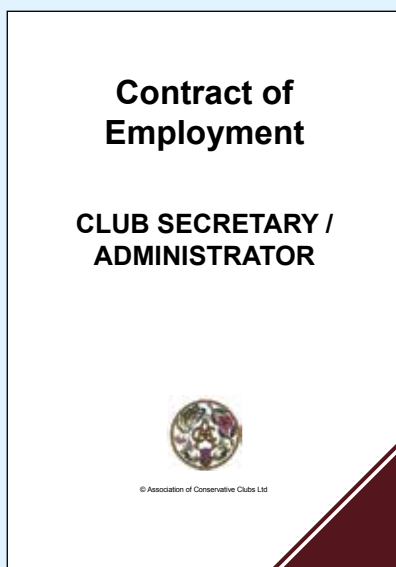 Contract of
Employment
CLUB SECRETARY /
ADMINISTRATOR
© Association of Conservative Clubs Ltd